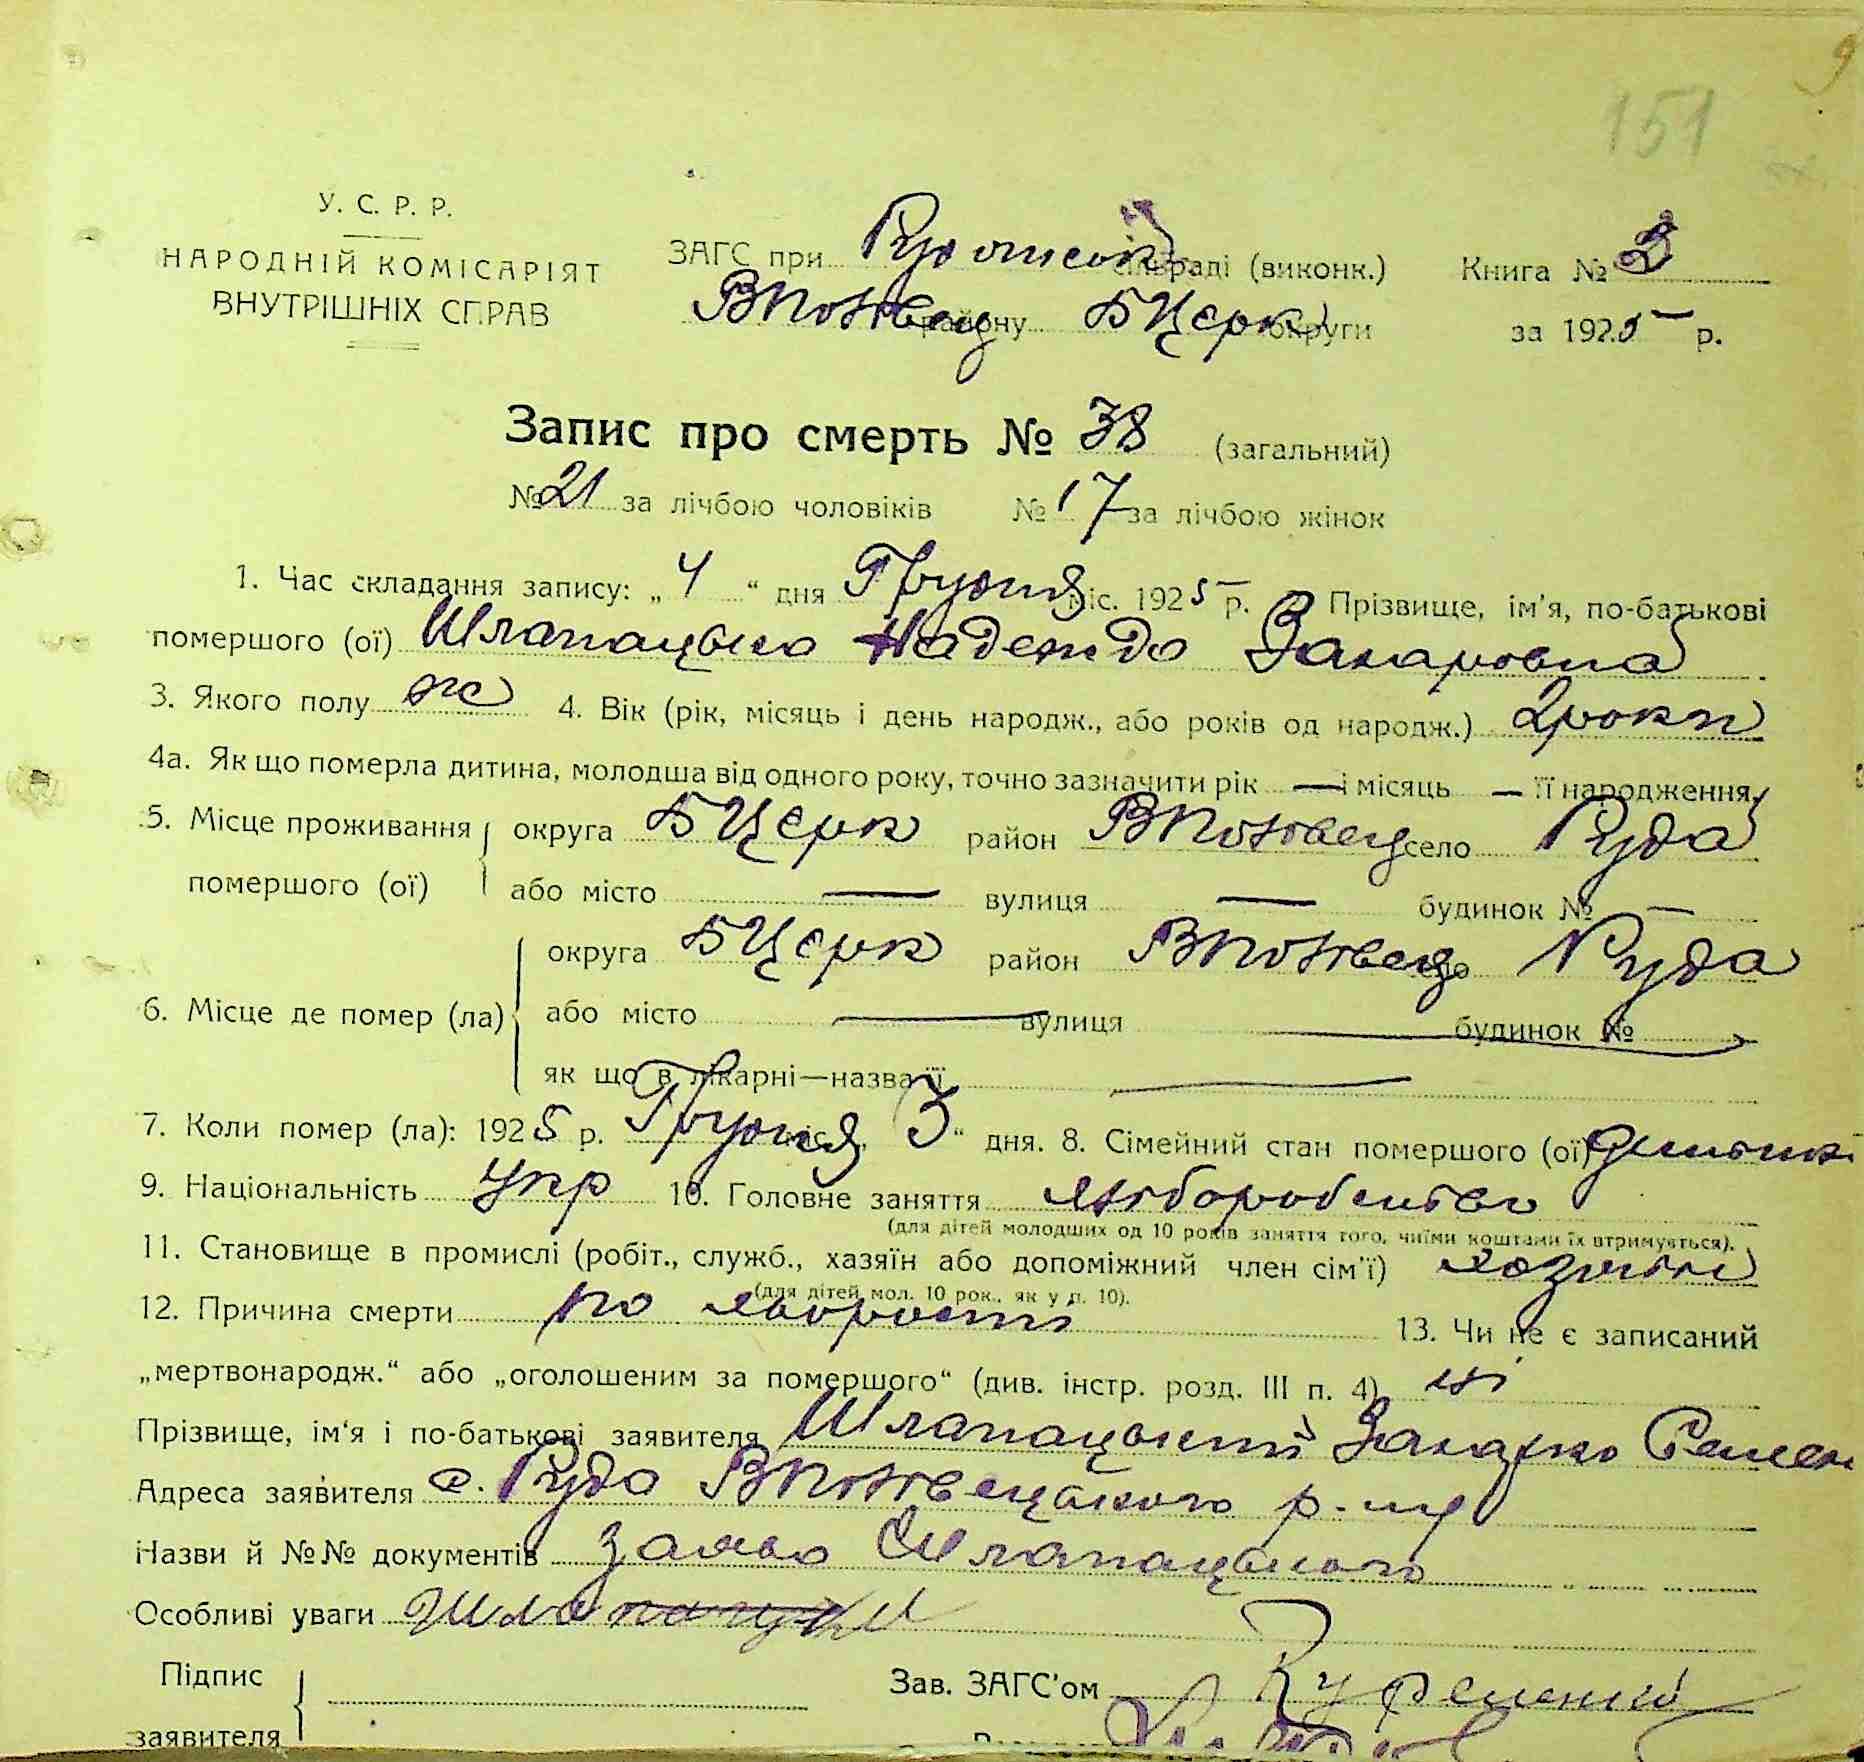 9
151
У. С. Р. Р.
НАРОДНІЙ КОМІСАРІЯТ
ВНУТРІШНІХ СПРАВ
ЗАГС при Рудянській сільраді (виконк.) Книга № 3
району БЦерк округи за 1925 р.
Запис про смерть № 38 (загальний)
№ 21 за лічбою чоловіків № 17 за лічбою жінок
1. Час складання запису: „ 4 “ дня Грудня міс. 1925 р. 2 Прізвище, ім'я, по-батькові
помершого (ої) Шлапацька Надежда Захаровна
3. Якого полу ж 4. Вік (рік, місяць і день народж., або років од народж.) 2 роки
4а. Як що померла дитина, молодша від одного року, точно зазначити рік — і місяць — її народження
5. Місце проживання округа БЦерк район село Руда
помершого (ої) або місто — вулиця — будинок № —
6. Місце де помер (ла) округа БЦерк район село Руда
або місто — вулиця — будинок №
як що в лікарні—назва її —
7. Коли помер (ла): 1925 р. Грудня міс. 3 “ дня. 8. Сімейний стан помершого (ої)
9. Національність Укр 10. Головне заняття хліборобство
(для дітей молодших од 10 років заняття того, чиїми коштами їх втримується).
11. Становище в промислі (робіт., служб., хазяїн або допоміжний член сім'ї) хазяїн
(для дітей мол. 10 рок., як у п. 10).
12. Причина смерти по хворості 13. Чи не є записаний
„мертвонародж.“ або „оголошеним за помершого“ (див. інстр. розд. III п. 4) ні
Прізвище, ім'я і по-батькові заявителя Шлапацький Захарко Семен
Адреса заявителя с. Руда р-ну
Назви й №№ документів заява Шлапацького
Особливі уваги
Підпис
заявителя
Зав. ЗАГС'ом